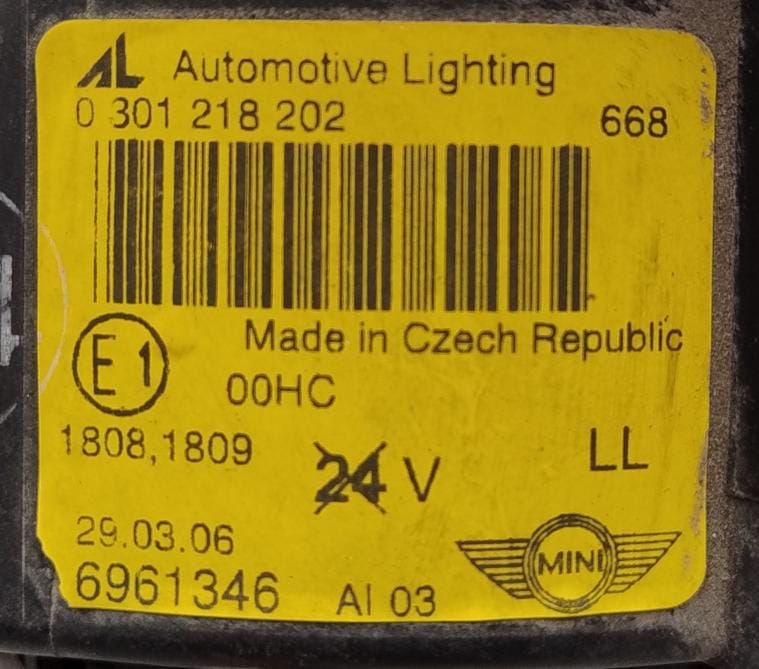 AL Automotive Lighting
0 301 218 202 668
Made in Czech Republic
E1
00HC
1808,1809
24 V
LL
29.03.06
6961346
AI 03
MINI